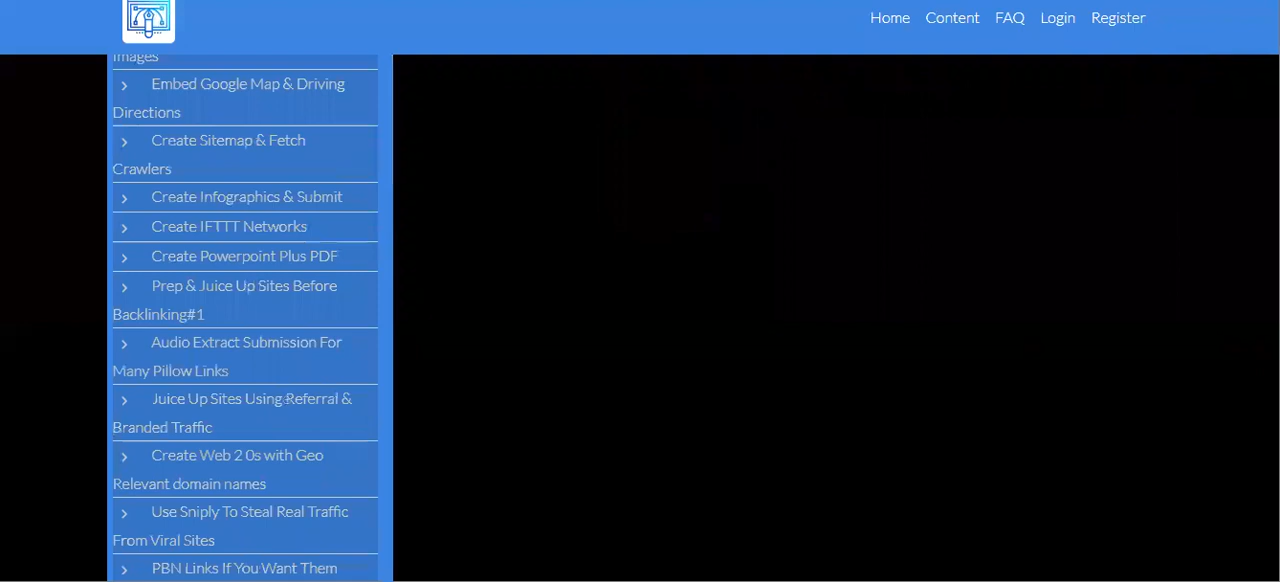 Home Content FAQ Login Register
Images
Embed Google Map & Driving
Directions
Create Sitemap & Fetch
Crawlers
Create Infographics & Submit
Create IFTTT Networks
Create Powerpoint Plus PDF
Prep & Juice Up Sites Before
Backlinking#1
Audio Extract Submission For
Many Pillow Links
Juice Up Sites Using Referral &
Branded Traffic
Create Web 2 0s with Geo
Relevant domain names
Use Sniply To Steal Real Traffic
From Viral Sites
PBN Links If You Want Them